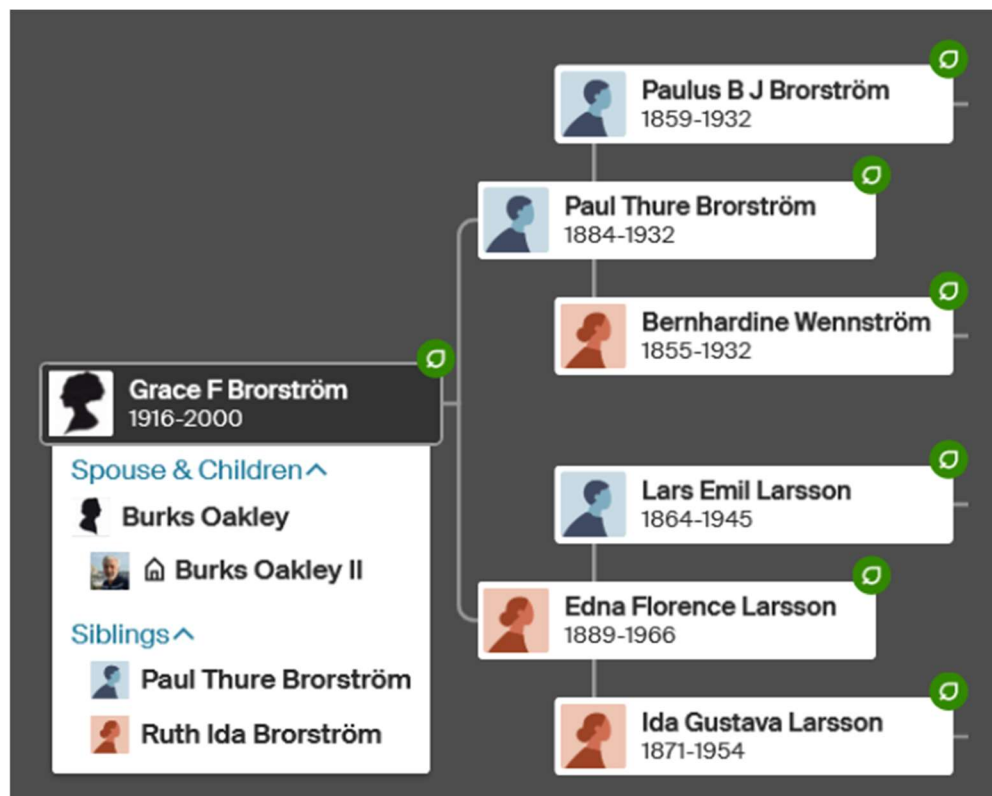 Paulus B J Brorström
1859-1932
Paul Thure Brorström
1884-1932
Bernhardine Wennström
1855-1932
Grace F Brorström
1916-2000
Spouse & Children
Burks Oakley
Burks Oakley II
Siblings
Paul Thure Brorström
Ruth Ida Brorström
Lars Emil Larsson
1864-1945
Edna Florence Larsson
1889-1966
Ida Gustava Larsson
1871-1954